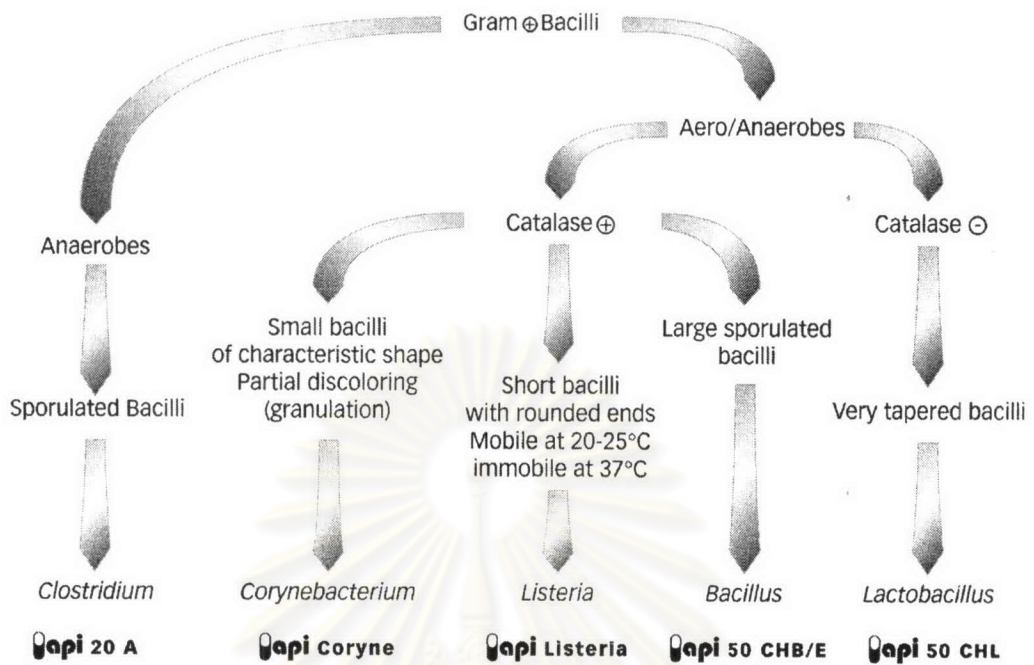 Gram ⊕ Bacilli
Aero/Anaerobes
Anaerobes
Catalase ⊕
Catalase ⊖
Small bacilli
of characteristic shape
Partial discoloring
(granulation)
Large sporulated
bacilli
Sporulated Bacilli
Short bacilli
with rounded ends
Mobile at 20-25°C
immobile at 37°C
Very tapered bacilli
Clostridium
Corynebacterium
Listeria
Bacillus
Lactobacillus
api 20 A
api Coryne
api Listeria
api 50 CHB/E
api 50 CHL